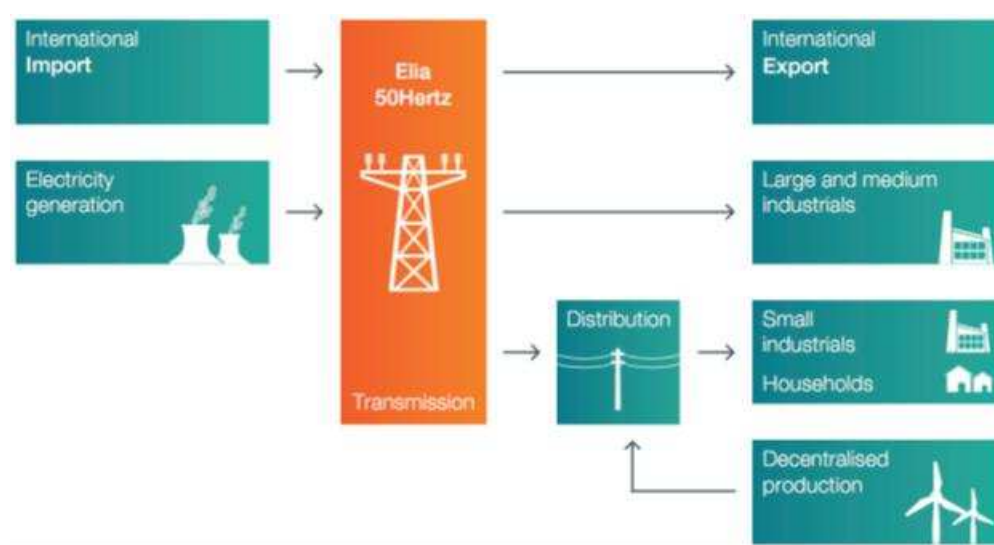 International
Import
Elia
50Hertz
International
Export
Electricity
generation
Large and medium
industrials
Distribution
Small
industrials
Households
Transmission
Decentralised
production